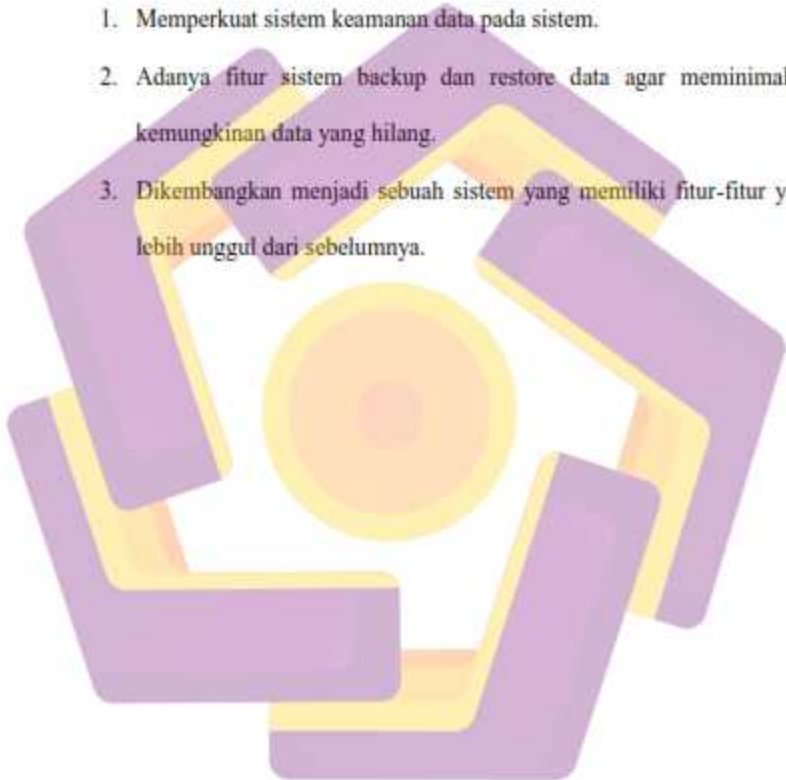 1. Memperkuat sistem keamanan data pada sistem.
2. Adanya fitur sistem backup dan restore data agar meminimal
kemungkinan data yang hilang.
3. Dikembangkan menjadi sebuah sistem yang memiliki fitur-fitur y
lebih unggul dari sebelumnya.